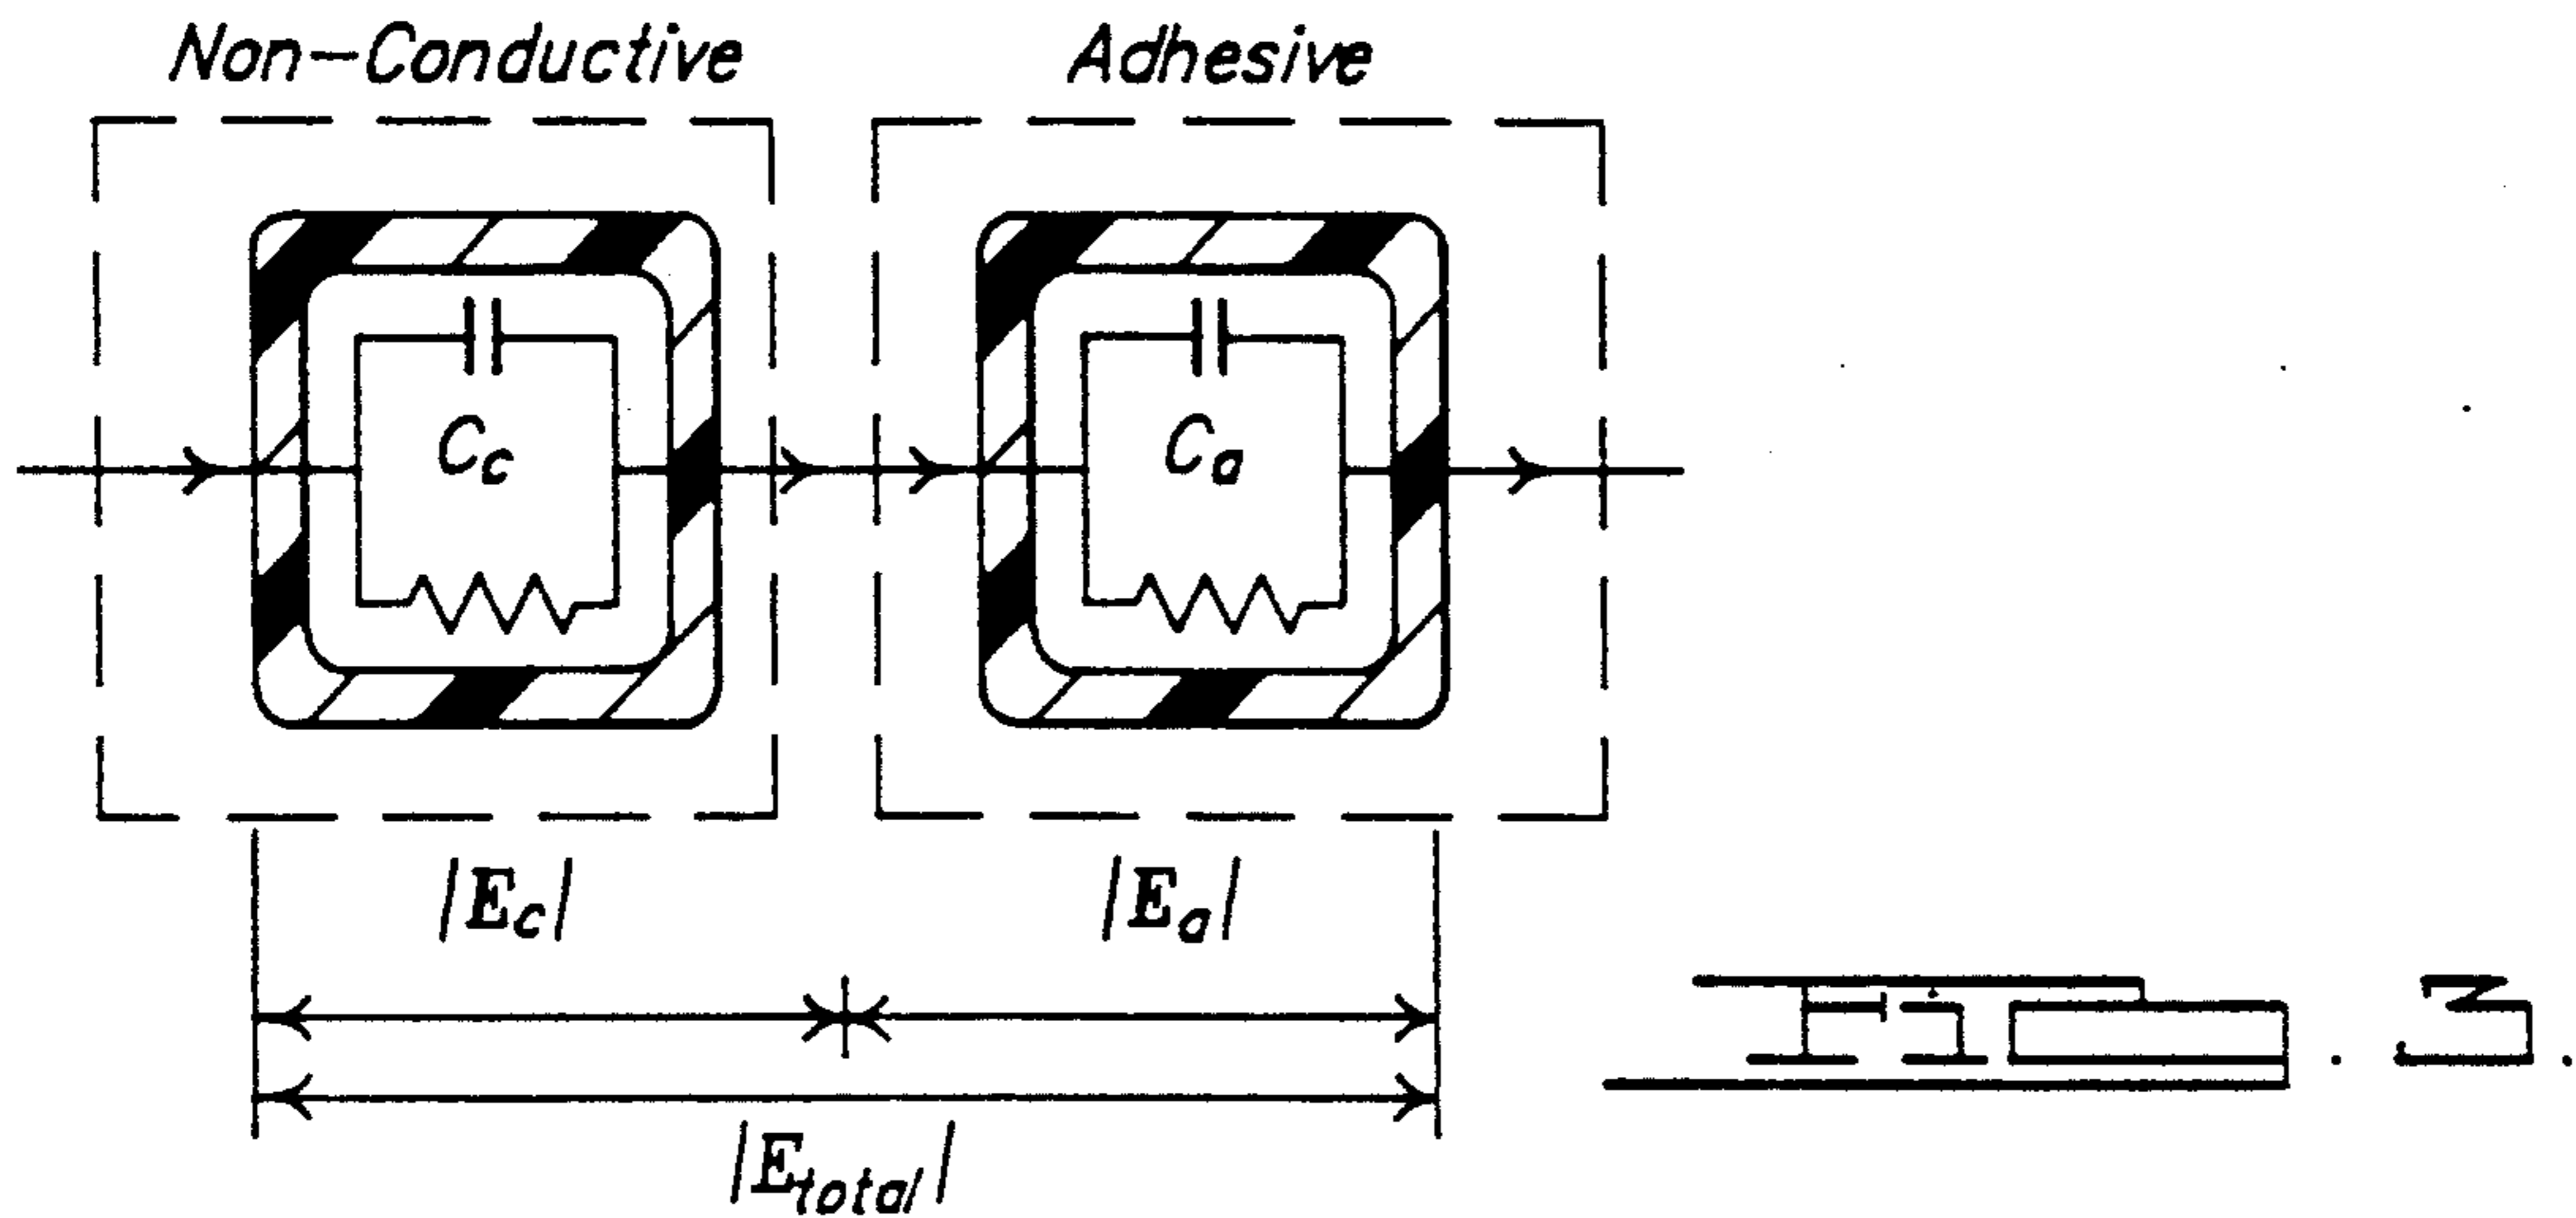 Non-Conductive
Adhesive
Cc
Ca
|Ec|
|Ea|
|Etotal|
Fig. 3.